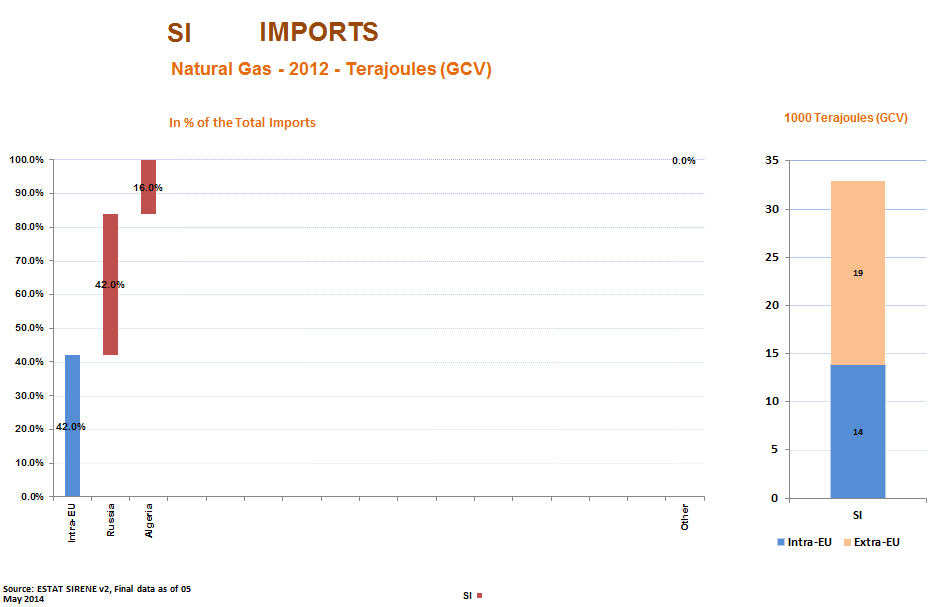 SI IMPORTS
Natural Gas - 2012 - Terajoules (GCV)
In % of the Total Imports
100.0%
90.0%
80.0%
70.0%
60.0%
50.0%
40.0%
30.0%
20.0%
10.0%
0.0%
42.0%
42.0%
16.0%
0.0%
Intra-EU
Russia
Algeria
Other
1000 Terajoules (GCV)
35
30
25
20
15
10
5
0
19
14
SI
Intra-EU Extra-EU
Source: ESTAT SIRENE v2, Final data as of 05
May 2014
SI